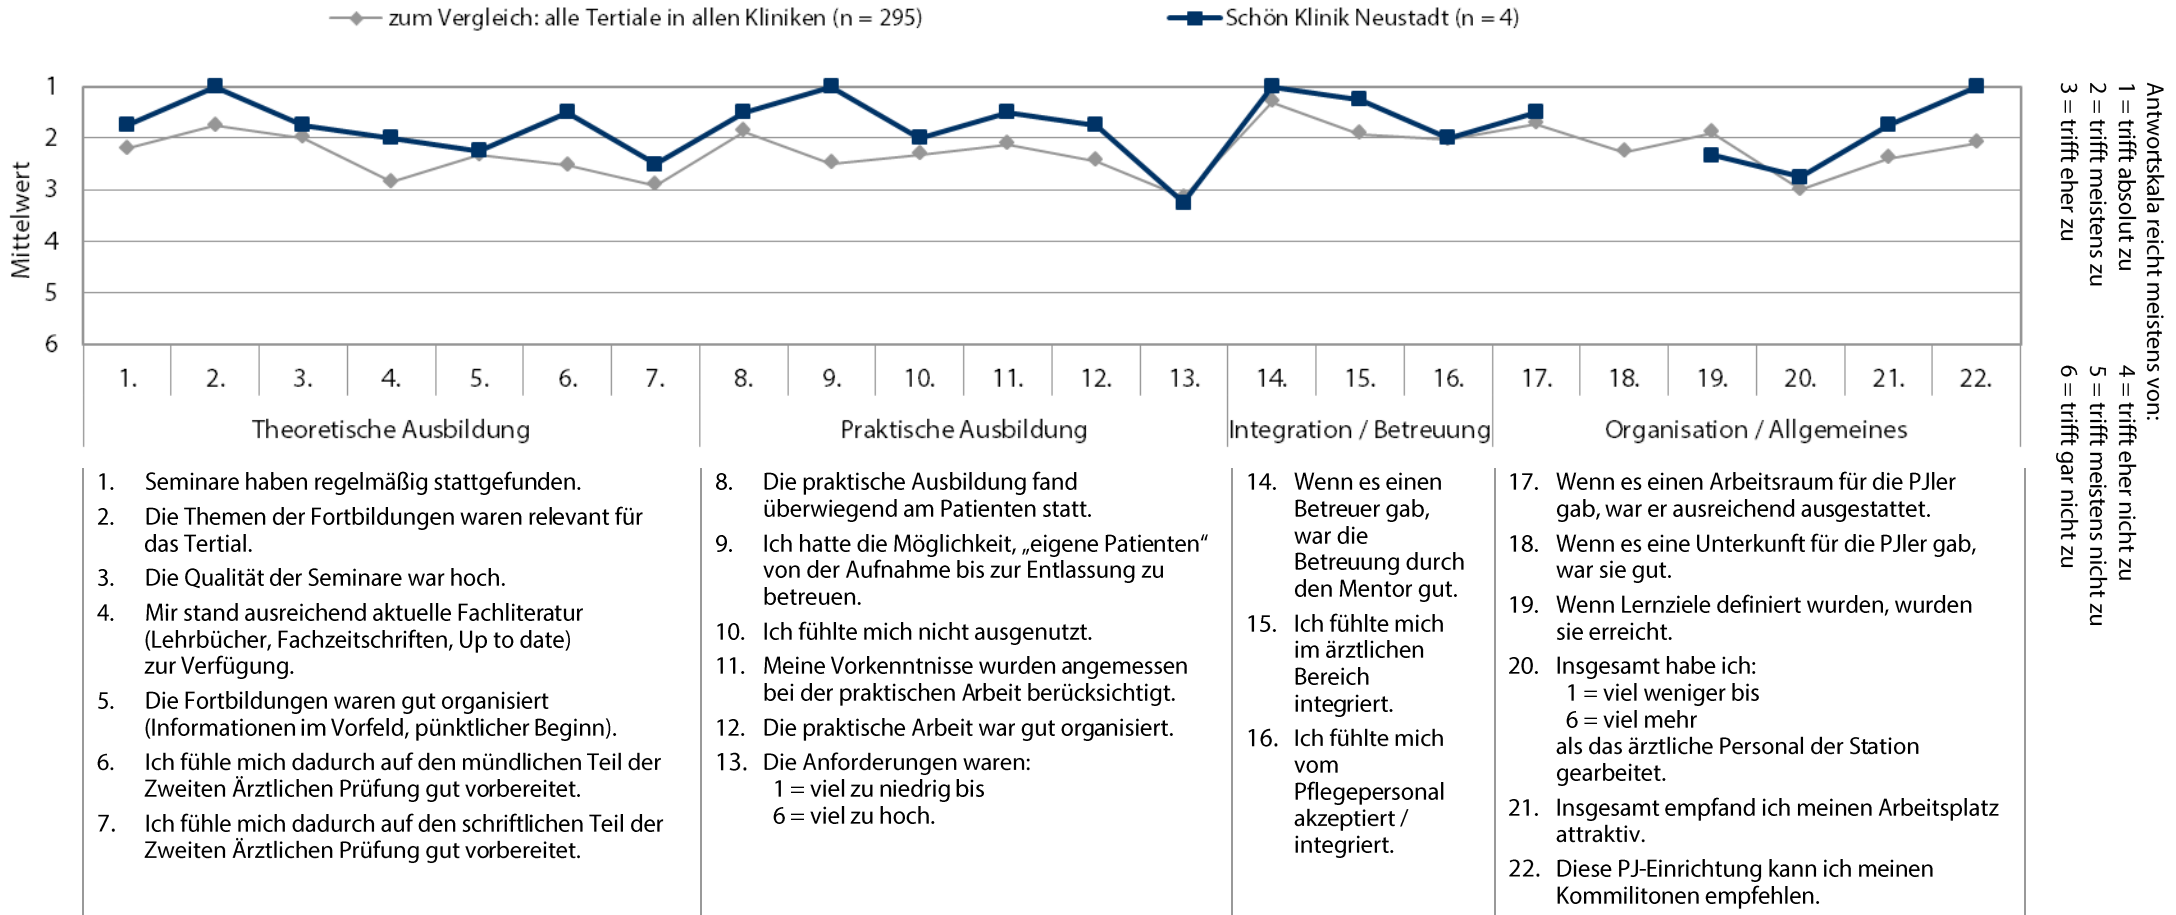 zum Vergleich: alle Tertiale in allen Kliniken (n = 295)
Schön Klinik Neustadt (n = 4)
Mittelwert
1
2
3
4
5
6
1.
2.
3.
4.
5.
6.
7.
8.
9.
10.
11.
12.
13.
14.
15.
16.
17.
18.
19.
20.
21.
22.
Theoretische Ausbildung
Praktische Ausbildung
Integration / Betreuung
Organisation / Allgemeines
1. Seminare haben regelmäßig stattgefunden.
2. Die Themen der Fortbildungen waren relevant für
das Tertial.
3. Die Qualität der Seminare war hoch.
4. Mir stand ausreichend aktuelle Fachliteratur
(Lehrbücher, Fachzeitschriften, Up to date)
zur Verfügung.
5. Die Fortbildungen waren gut organisiert
(Informationen im Vorfeld, pünktlicher Beginn).
6. Ich fühle mich dadurch auf den mündlichen Teil der
Zweiten Ärztlichen Prüfung gut vorbereitet.
7. Ich fühle mich dadurch auf den schriftlichen Teil der
Zweiten Ärztlichen Prüfung gut vorbereitet.
8. Die praktische Ausbildung fand
überwiegend am Patienten statt.
9. Ich hatte die Möglichkeit, „eigene Patienten“
von der Aufnahme bis zur Entlassung zu
betreuen.
10. Ich fühlte mich nicht ausgenutzt.
11. Meine Vorkenntnisse wurden angemessen
bei der praktischen Arbeit berücksichtigt.
12. Die praktische Arbeit war gut organisiert.
13. Die Anforderungen waren:
1 = viel zu niedrig bis
6 = viel zu hoch.
14. Wenn es einen
Betreuer gab,
war die
Betreuung durch
den Mentor gut.
15. Ich fühlte mich
im ärztlichen
Bereich
integriert.
16. Ich fühlte mich
vom
Pflegepersonal
akzeptiert /
integriert.
17. Wenn es einen Arbeitsraum für die PJler
gab, war er ausreichend ausgestattet.
18. Wenn es eine Unterkunft für die PJler gab,
war sie gut.
19. Wenn Lernziele definiert wurden, wurden
sie erreicht.
20. Insgesamt habe ich:
1 = viel weniger bis
6 = viel mehr
als das ärztliche Personal der Station
gearbeitet.
21. Insgesamt empfand ich meinen Arbeitsplatz
attraktiv.
22. Diese PJ-Einrichtung kann ich meinen
Kommilitonen empfehlen.
Antwortskala reicht meistens von:
1 = trifft absolut zu
2 = trifft meistens zu
3 = trifft eher zu
4 = trifft eher nicht zu
5 = trifft meistens nicht zu
6 = trifft gar nicht zu